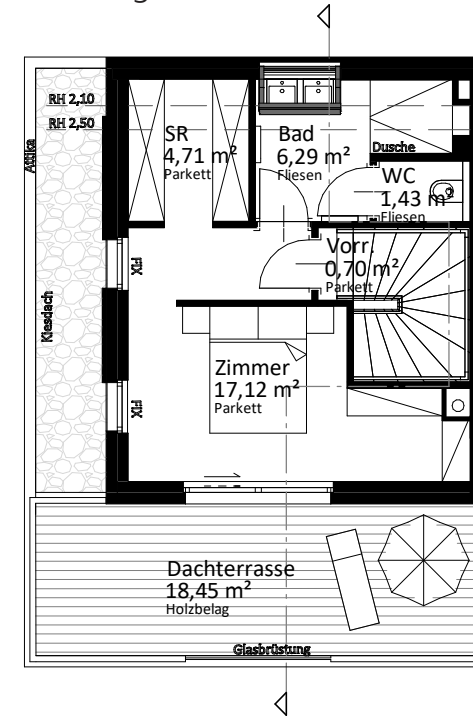 RH 2,10
RH 2,50
Attika
SR
4,71 m²
Parkett
Bad
6,29 m²
Fliesen
Dusche
WC
1,43 m²
Fliesen
Vorr.
0,70 m²
Parkett
FIX
Kiesdach
Zimmer
17,12 m²
Parkett
FIX
Dachterrasse
18,45 m²
Holzbelag
Glasbrüstung